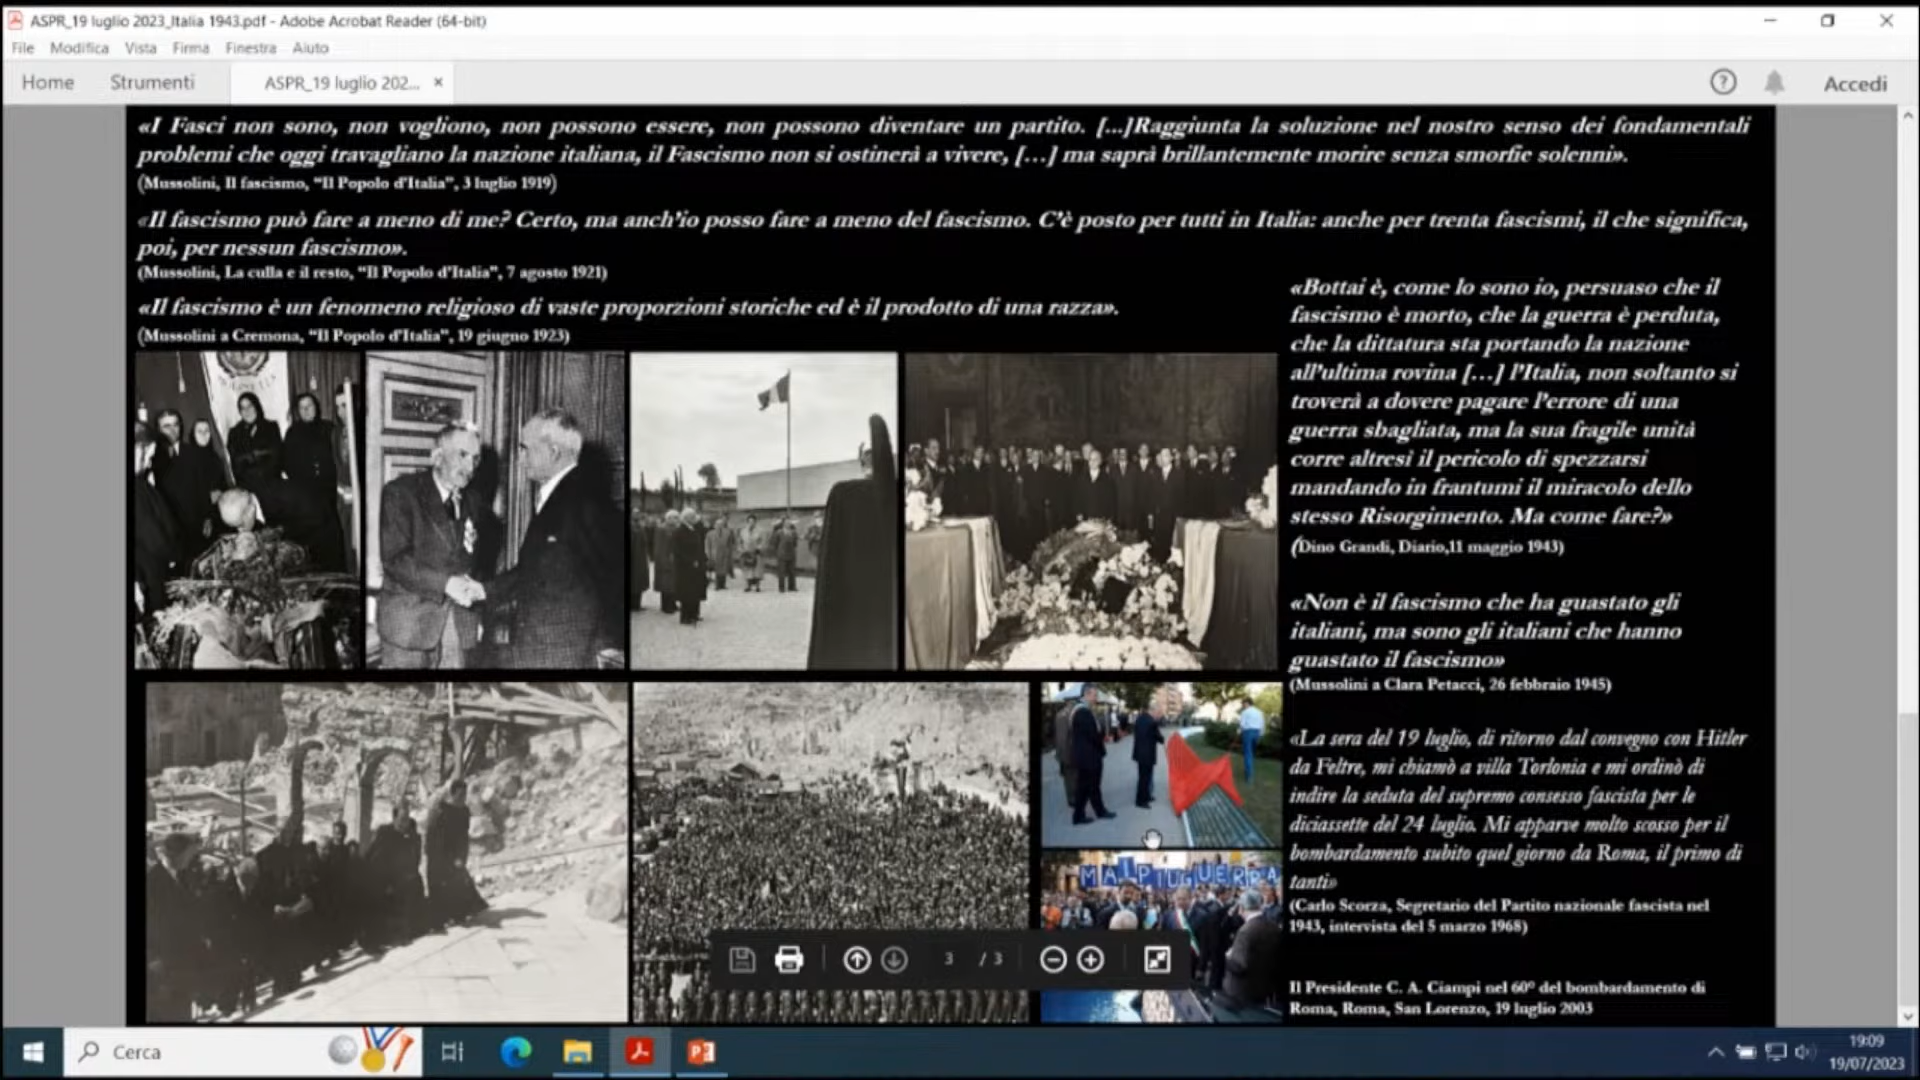 ASPR_19 luglio 2023_Italia 1943.pdf - Adobe Acrobat Reader (64-bit)
File Modifica Vista Firma Finestra Aiuto
Home Strumenti ASPR_19 luglio 202... × Accedi
«I Fasci non sono, non vogliono, non possono essere, non possono diventare un partito. [...]Raggiunta la soluzione nel nostro senso dei fondamentali
problemi che oggi travagliano la nazione italiana, il Fascismo non si ostinerà a vivere, [...] ma saprà brillantemente morire senza smorfie solenni».
(Mussolini, Il fascismo, "Il Popolo d'Italia", 3 luglio 1919)
«Il fascismo può fare a meno di me? Certo, ma anch'io posso fare a meno del fascismo. C'è posto per tutti in Italia: anche per trenta fascismi, il che significa,
poi, per nessun fascismo».
(Mussolini, La culla e il resto, "Il Popolo d'Italia", 7 agosto 1921)
«Il fascismo è un fenomeno religioso di vaste proporzioni storiche ed è il prodotto di una razza».
(Mussolini a Cremona, "Il Popolo d'Italia", 19 giugno 1923)
«Bottai è, come lo sono io, persuaso che il
fascismo è morto, che la guerra è perduta,
che la dittatura sta portando la nazione
all'ultima rovina [...] l'Italia, non soltanto si
troverà a dovere pagare l'errore di una
guerra sbagliata, ma la sua fragile unità
corre altresì il pericolo di spezzarsi
mandando in frantumi il miracolo dello
stesso Risorgimento. Ma come fare?»
(Dino Grandi, Diario,11 maggio 1943)
«Non è il fascismo che ha guastato gli
italiani, ma sono gli italiani che hanno
guastato il fascismo»
(Mussolini a Clara Petacci, 26 febbraio 1945)
«La sera del 19 luglio, di ritorno dal convegno con Hitler
da Feltre, mi chiamò a villa Torlonia e mi ordinò di
indire la seduta del supremo consesso fascista per le
diciassette del 24 luglio. Mi apparve molto scosso per il
bombardamento subito quel giorno da Roma, il primo di
tanti»
(Carlo Scorza, Segretario del Partito nazionale fascista nel
1943, intervista del 5 marzo 1968)
Il Presidente C. A. Ciampi nel 60° del bombardamento di
Roma, Roma, San Lorenzo, 19 luglio 2003
MAI PIU GUERRA
3 / 3
Cerca
19:09
19/07/2023